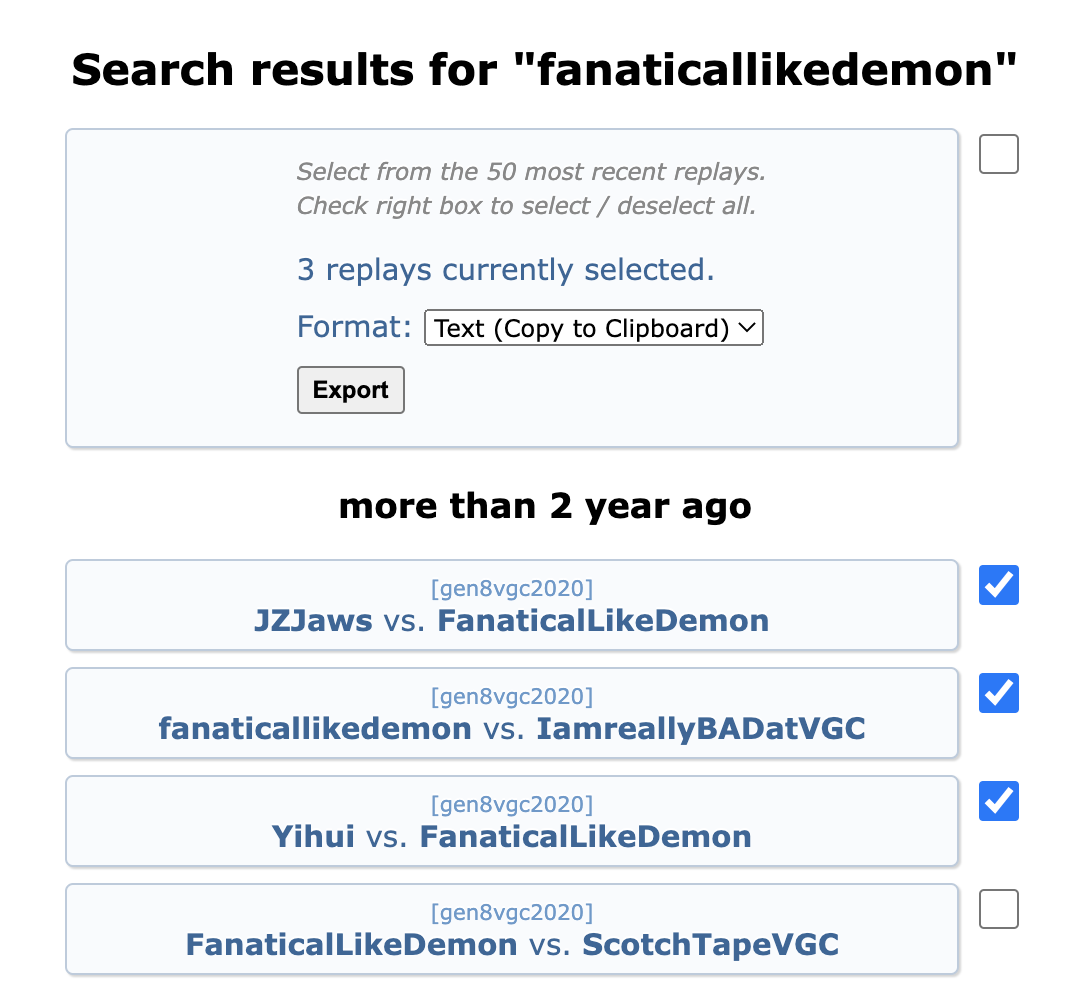 Search results for "fanaticallikedemon"
Select from the 50 most recent replays.
Check right box to select / deselect all.
3 replays currently selected.
Format: Text (Copy to Clipboard)
Export
more than 2 year ago
[gen8vgc2020]
JZJaws vs. FanaticalLikeDemon
[gen8vgc2020]
fanaticallikedemon vs. IamreallyBADatVGC
[gen8vgc2020]
Yihui vs. FanaticalLikeDemon
[gen8vgc2020]
FanaticalLikeDemon vs. ScotchTapeVGC